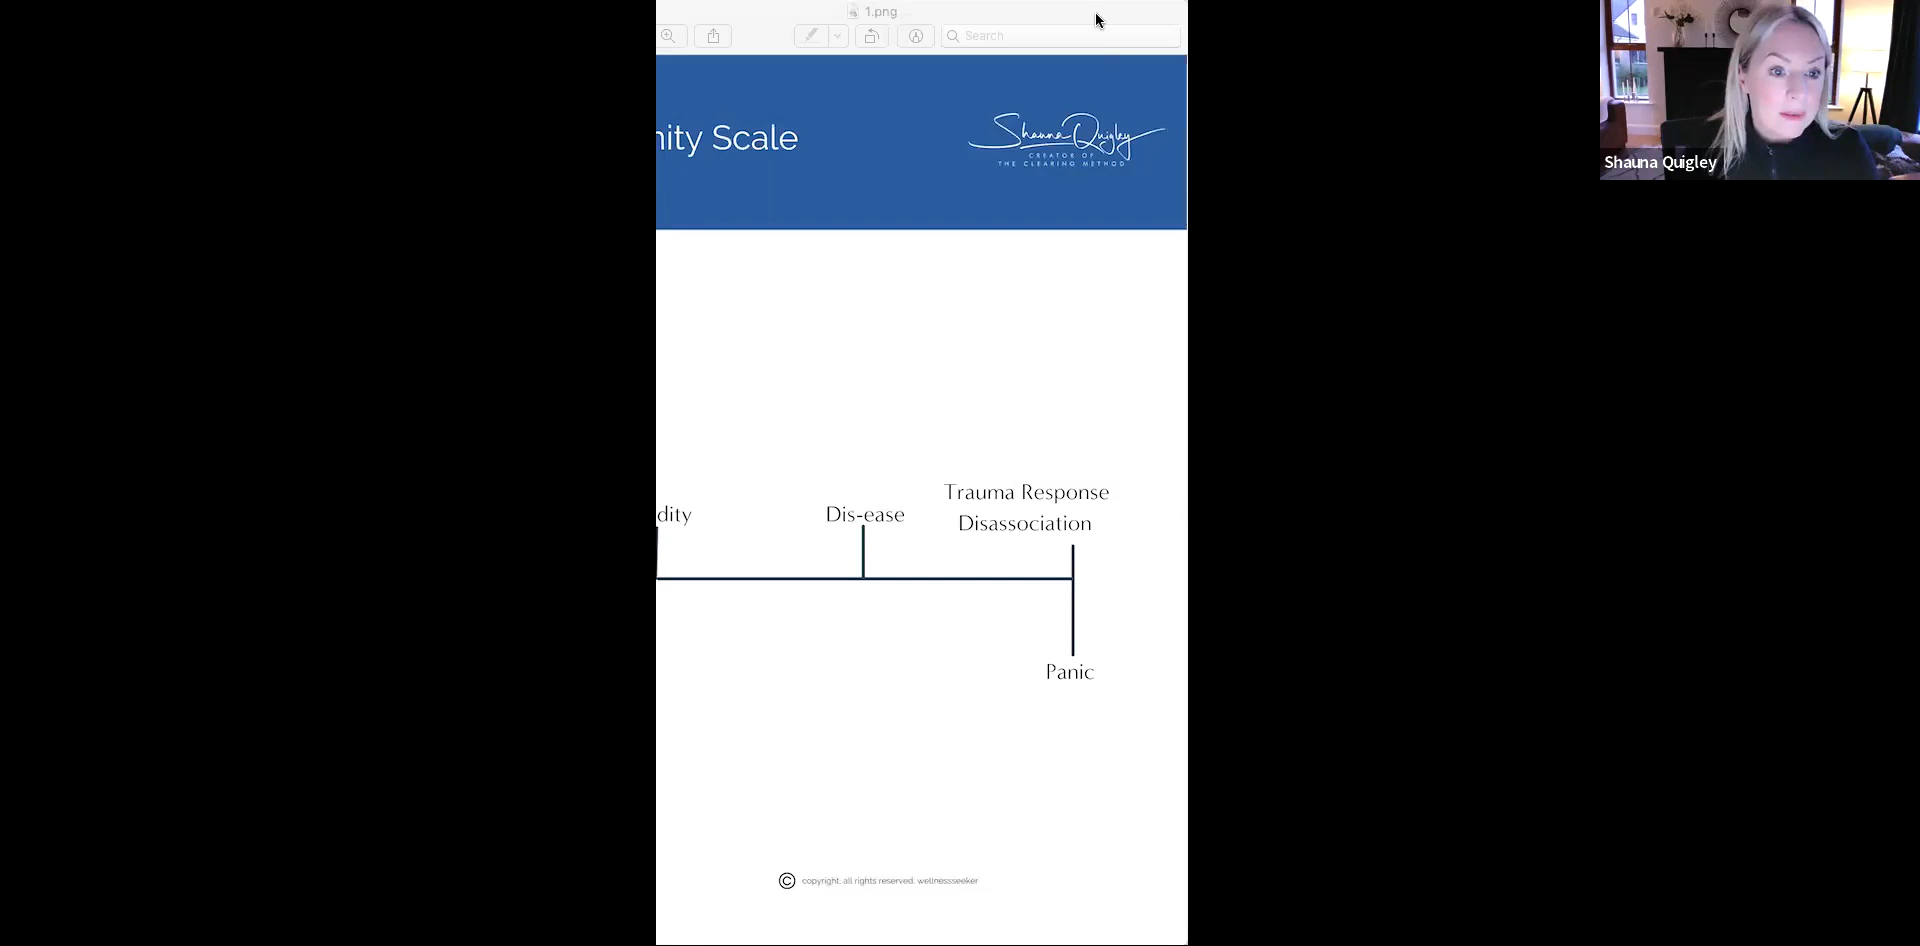 1.png
Search
nity Scale
Shauna Quigley
CREATOR OF
THE CLEARING METHOD
Shauna Quigley
Trauma Response
Disassociation
dity
Dis-ease
Panic
© copyright. all rights reserved. wellnessseeker